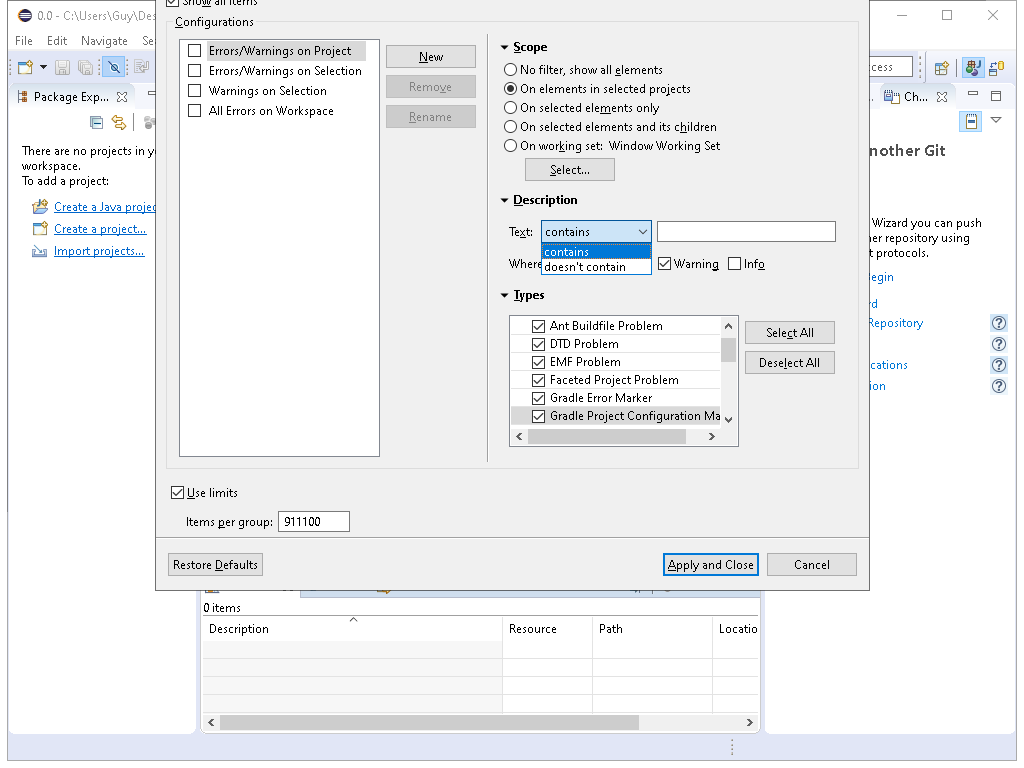 Show all items
0.0 - C:\Users\Guy\Des
Configurations
File Edit Navigate Se
cess
Package Exp...
Ch...
There are no projects in y
workspace.
To add a project:
Create a Java projec
Create a project...
Import projects...
Errors/Warnings on Project
Errors/Warnings on Selection
Warnings on Selection
All Errors on Workspace
New
Remove
Rename
Scope
No filter, show all elements
On elements in selected projects
On selected elements only
On selected elements and its children
On working set: Window Working Set
Select...
Description
Text: contains
contains
doesn't contain
Where
Warning
Info
Types
Ant Buildfile Problem
DTD Problem
EMF Problem
Faceted Project Problem
Gradle Error Marker
Gradle Project Configuration Ma
Select All
Deselect All
nother Git
Wizard you can push
er repository using
t protocols.
egin
rd
Repository
cations
ion
Use limits
Items per group: 911100
Restore Defaults
Apply and Close
Cancel
0 items
Description Resource Path Locatio